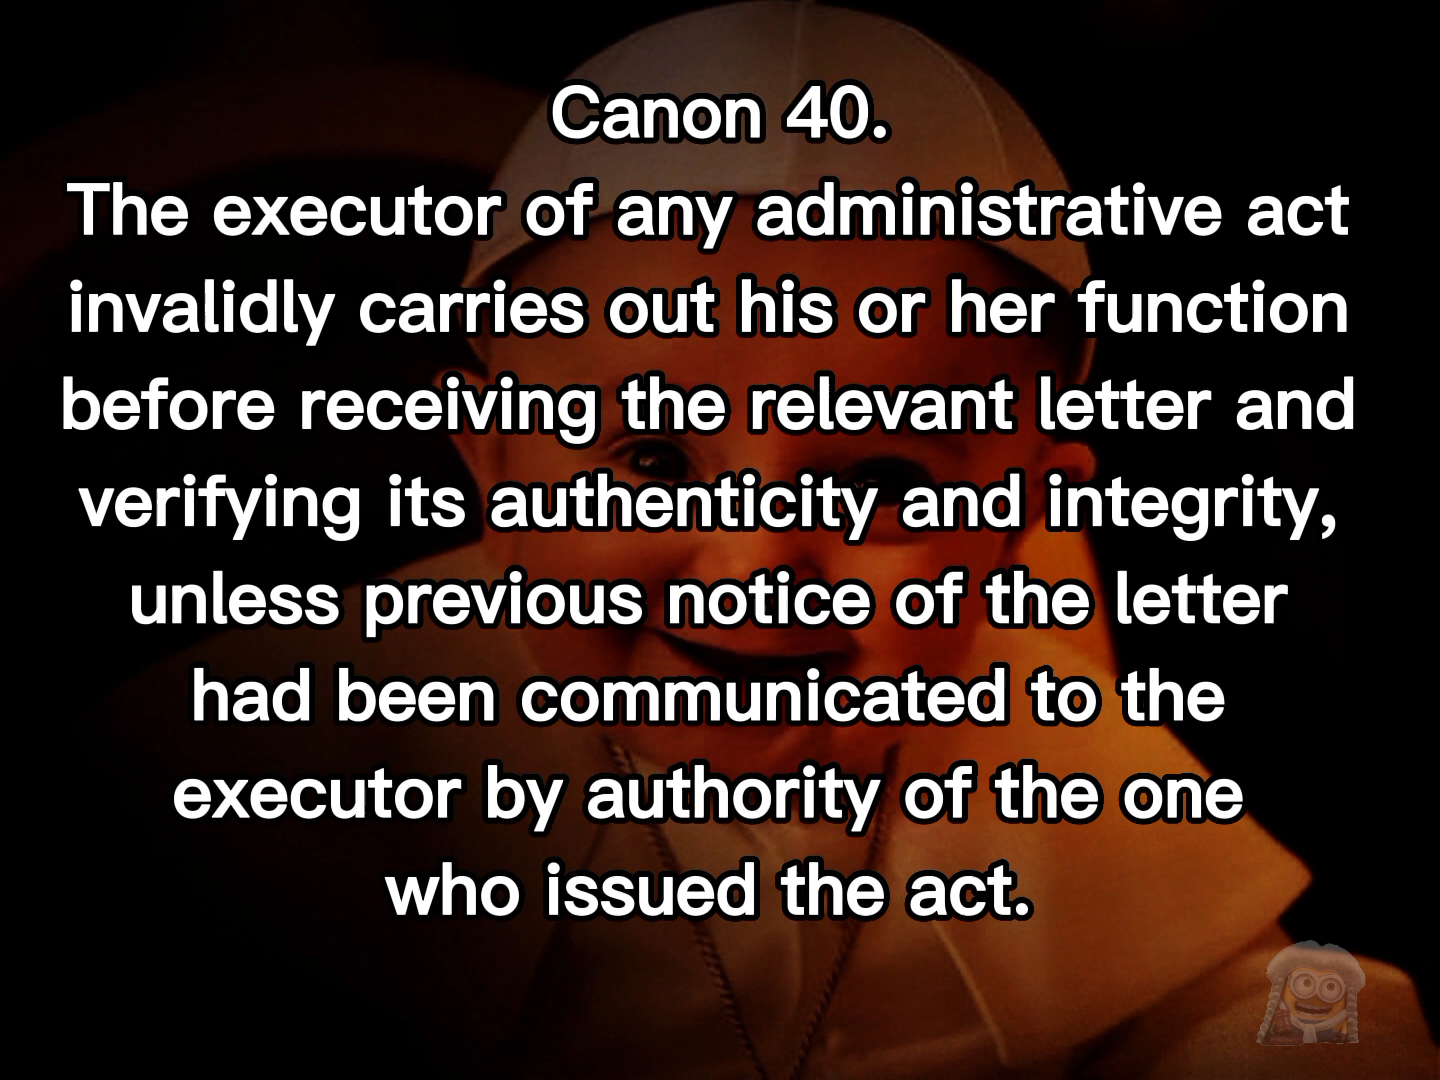 Canon 40.
The executor of any administrative act
invalidly carries out his or her function
before receiving the relevant letter and
verifying its authenticity and integrity,
unless previous notice of the letter
had been communicated to the
executor by authority of the one
who issued the act.